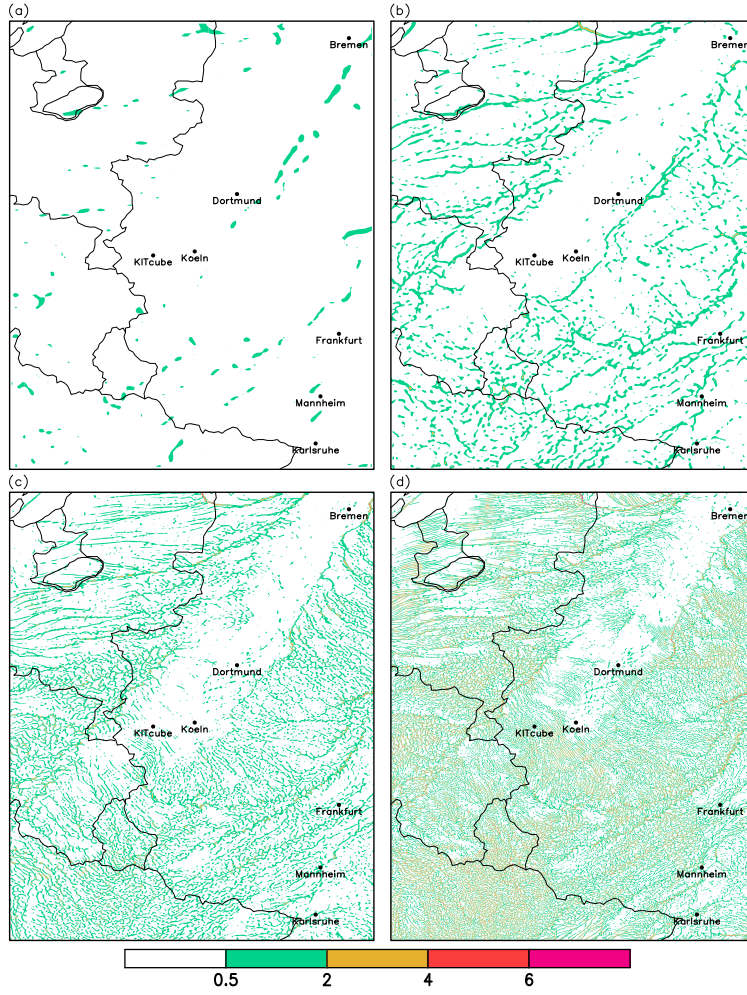 (a)
(b)
Bremen
Bremen
Dortmund
Dortmund
KITcube
Koeln
KITcube
Koeln
Frankfurt
Frankfurt
Mannheim
Mannheim
Karlsruhe
Karlsruhe
(c)
(d)
Bremen
Bremen
Dortmund
Dortmund
KITcube
Koeln
KITcube
Koeln
Frankfurt
Frankfurt
Mannheim
Mannheim
Karlsruhe
Karlsruhe
0.5
2
4
6